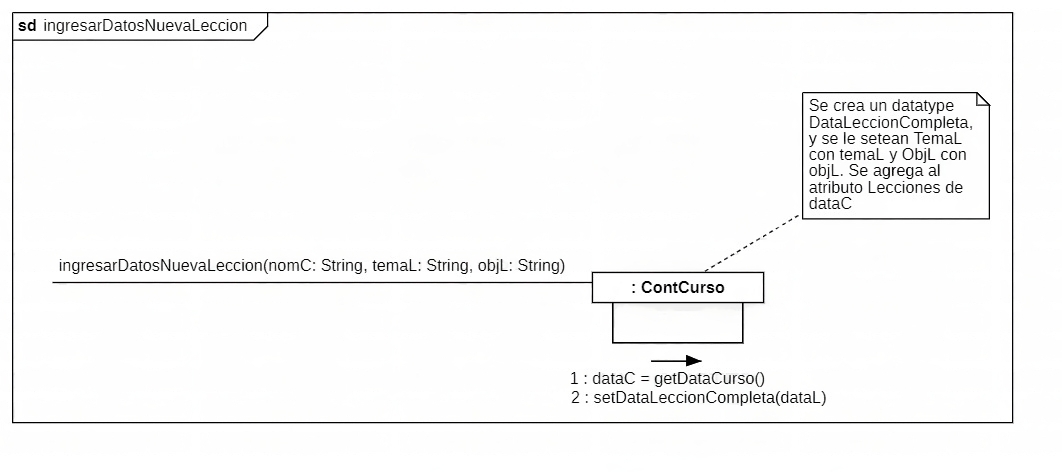 sd ingresarDatosNuevaLeccion
Se crea un datatype
DataLeccionCompleta,
y se le setean TemaL
con temaL y ObjL con
objL. Se agrega al
atributo Lecciones de
dataC
ingresarDatosNuevaLeccion(nomC: String, temaL: String, objL: String)
: ContCurso
1 : dataC = getDataCurso()
2 : setDataLeccionCompleta(dataL)